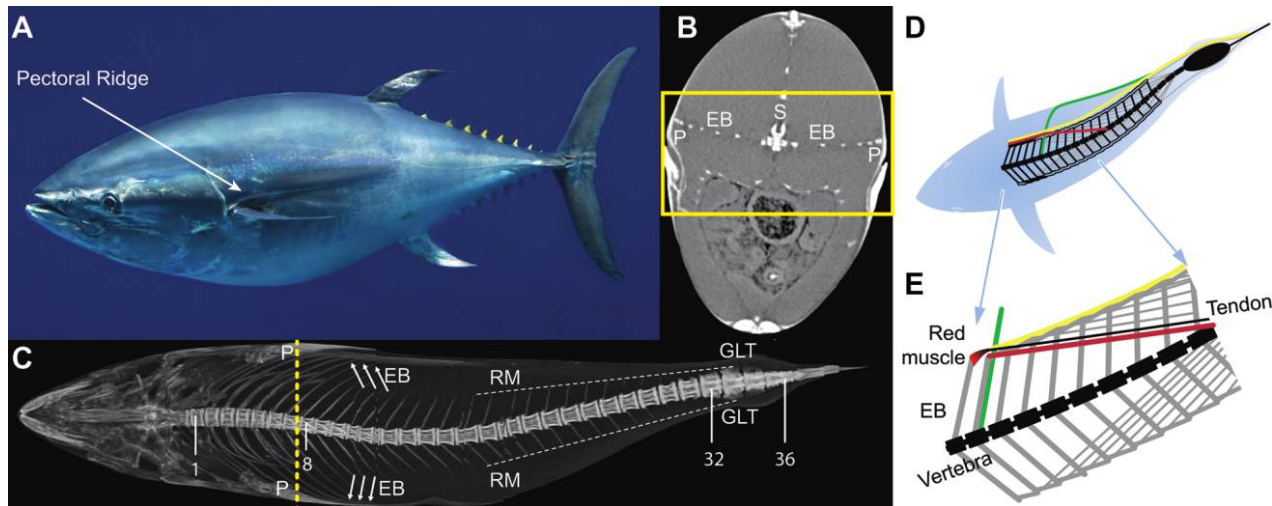 A
Pectoral Ridge
B
EB
S
EB
P
P
C
P
EB
RM
GLT
1
8
GLT
32
36
P
EB
RM
D
E
Tendon
Red
muscle
EB
Vertebra